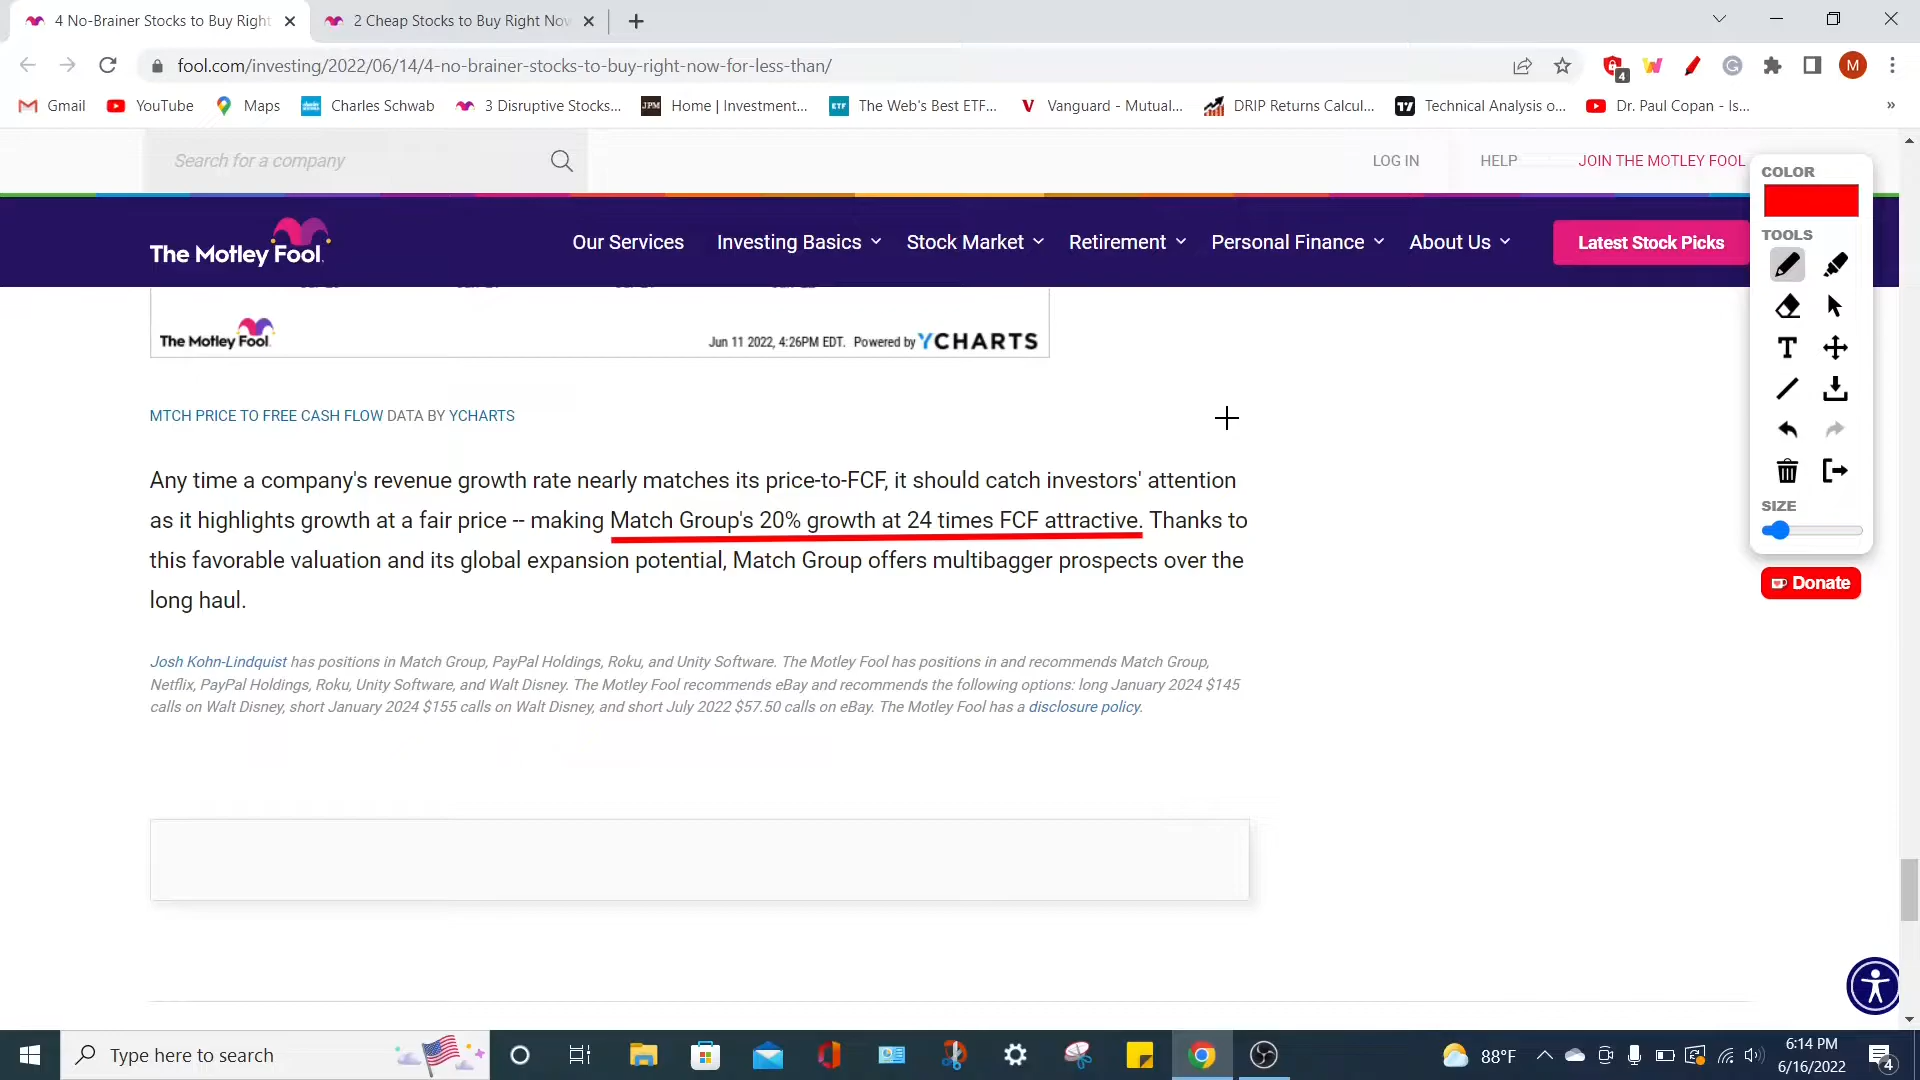 4 No-Brainer Stocks to Buy Right
2 Cheap Stocks to Buy Right Now
fool.com/investing/2022/06/14/4-no-brainer-stocks-to-buy-right-now-for-less-than/
4
M
Gmail
YouTube
Maps
Charles Schwab
3 Disruptive Stocks...
JPM
Home | Investment...
ETF
The Web's Best ETF...
Vanguard - Mutual...
DRIP Returns Calcul...
Technical Analysis o...
Dr. Paul Copan - Is...
»
Search for a company
LOG IN
HELP
JOIN THE MOTLEY FOOL
The Motley Fool
Our Services
Investing Basics
Stock Market
Retirement
Personal Finance
About Us
Latest Stock Picks
COLOR
TOOLS
SIZE
Donate
The Motley Fool
Jun 11 2022, 4:26PM EDT. Powered by YCHARTS
MTCH PRICE TO FREE CASH FLOW DATA BY YCHARTS
Any time a company's revenue growth rate nearly matches its price-to-FCF, it should catch investors' attention
as it highlights growth at a fair price -- making Match Group's 20% growth at 24 times FCF attractive. Thanks to
this favorable valuation and its global expansion potential, Match Group offers multibagger prospects over the
long haul.
Josh Kohn-Lindquist has positions in Match Group, PayPal Holdings, Roku, and Unity Software. The Motley Fool has positions in and recommends Match Group,
Netflix, PayPal Holdings, Roku, Unity Software, and Walt Disney. The Motley Fool recommends eBay and recommends the following options: long January 2024 $145
calls on Walt Disney, short January 2024 $155 calls on Walt Disney, and short July 2022 $57.50 calls on eBay. The Motley Fool has a disclosure policy.
Type here to search
88°F
6:14 PM
6/16/2022
4